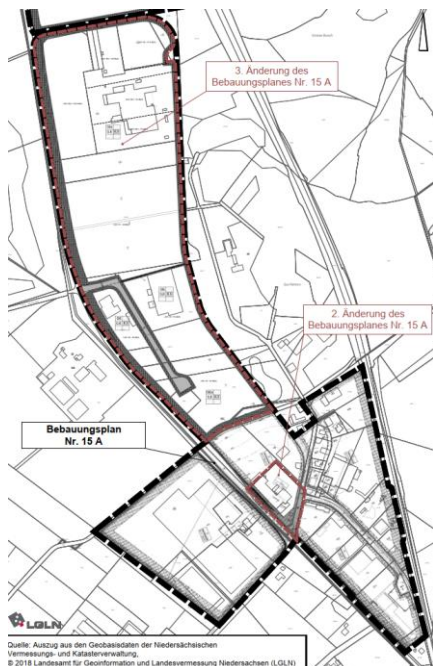 3. Änderung des
Bebauungsplanes Nr. 15 A
2. Änderung des
Bebauungsplanes Nr. 15 A
Bebauungsplan
Nr. 15 A
LGLN
Quelle: Auszug aus den Geobasisdaten der Niedersächsischen
Vermessungs- und Katasterverwaltung,
© 2018 Landesamt für Geoinformation und Landesvermessung Niedersachsen (LGLN)